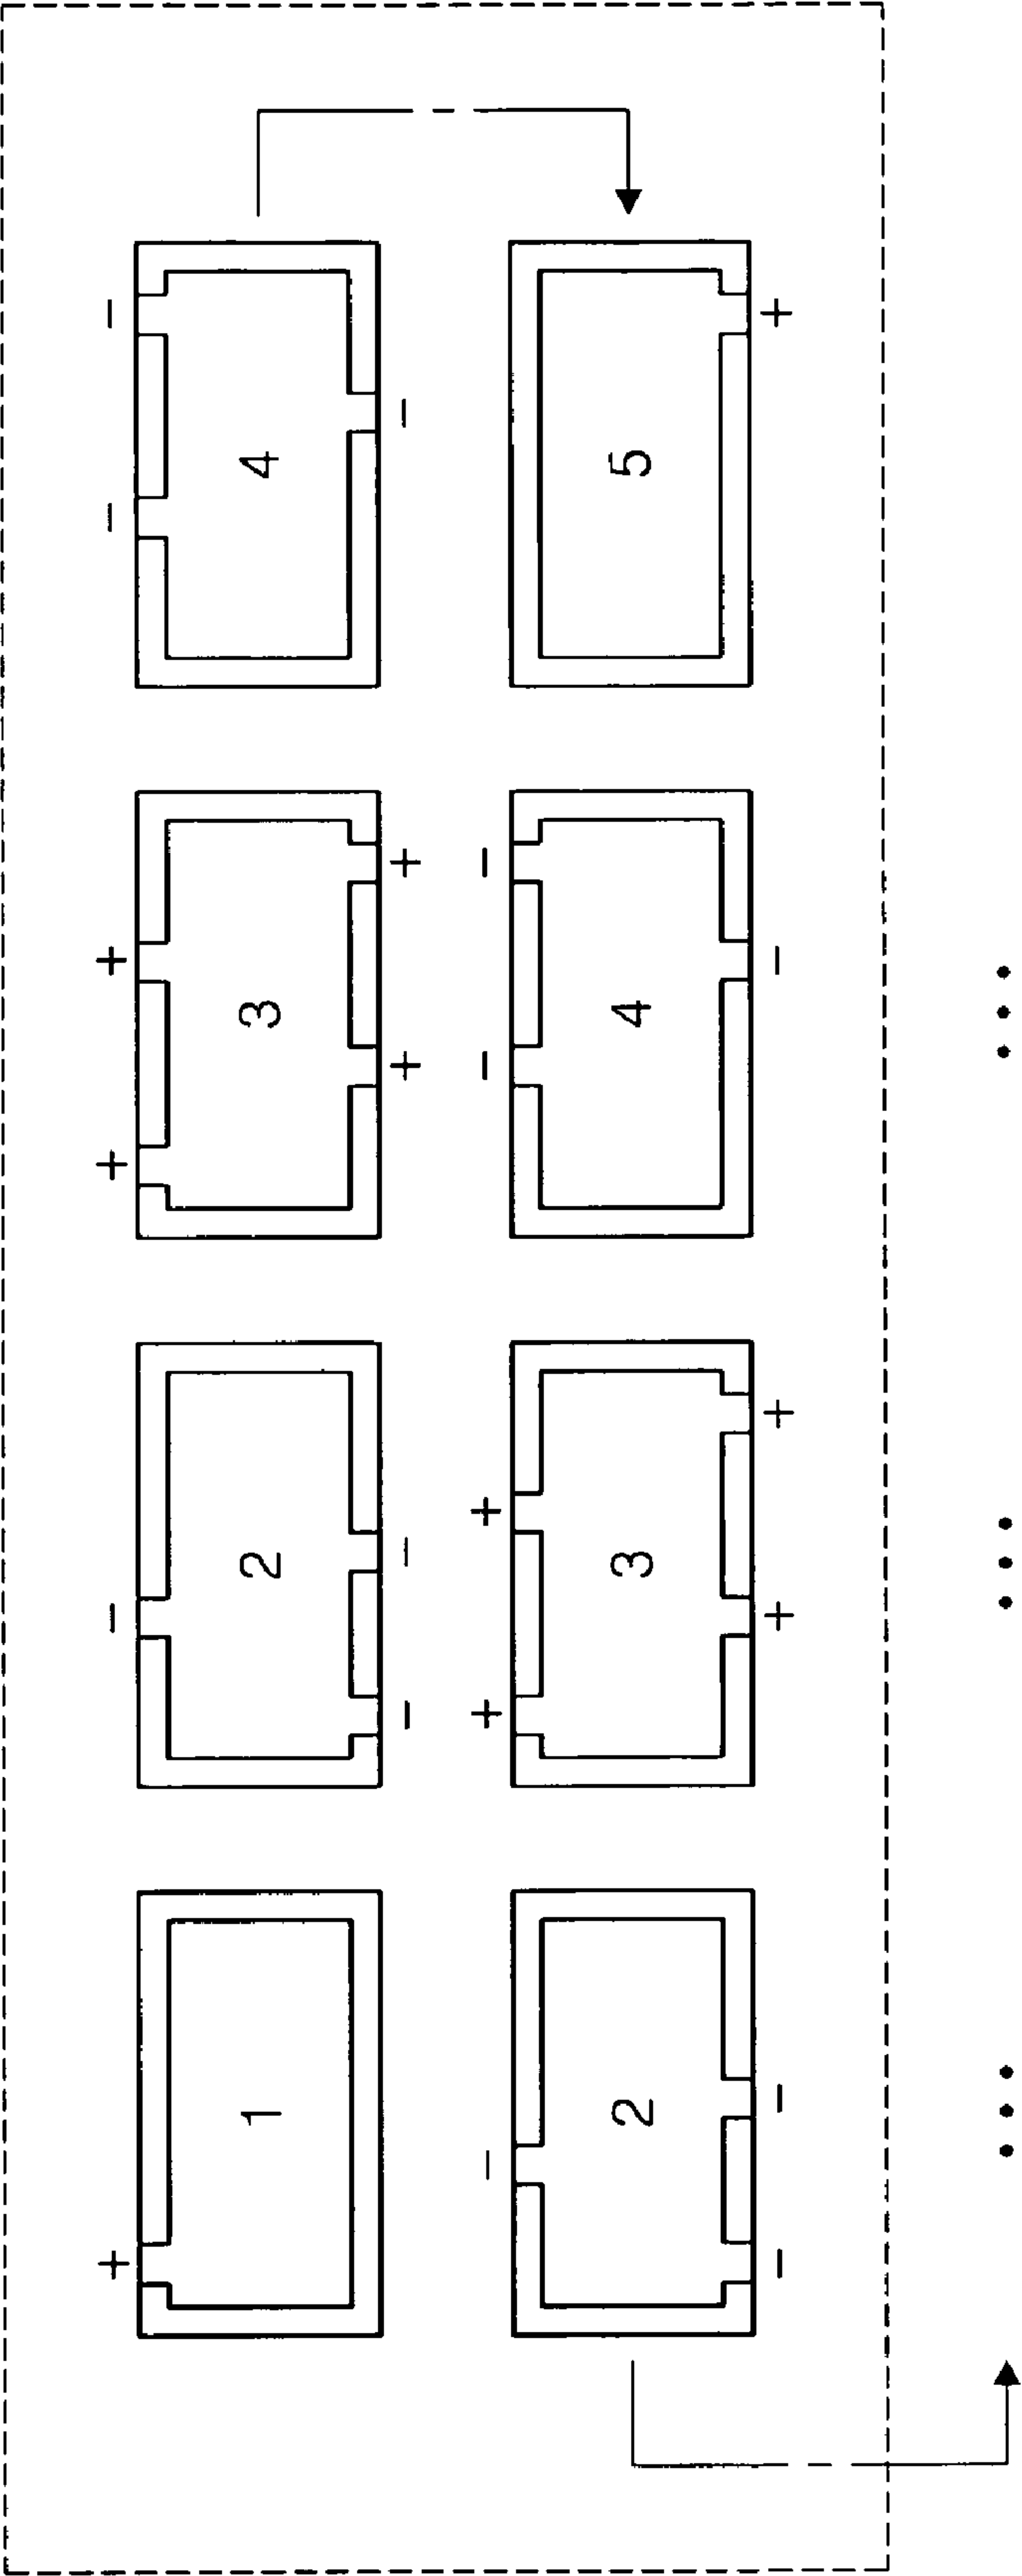 + − + + − −
1 2 3 4
− − + + −
− + + − −
2 3 4 5
− − + + − +